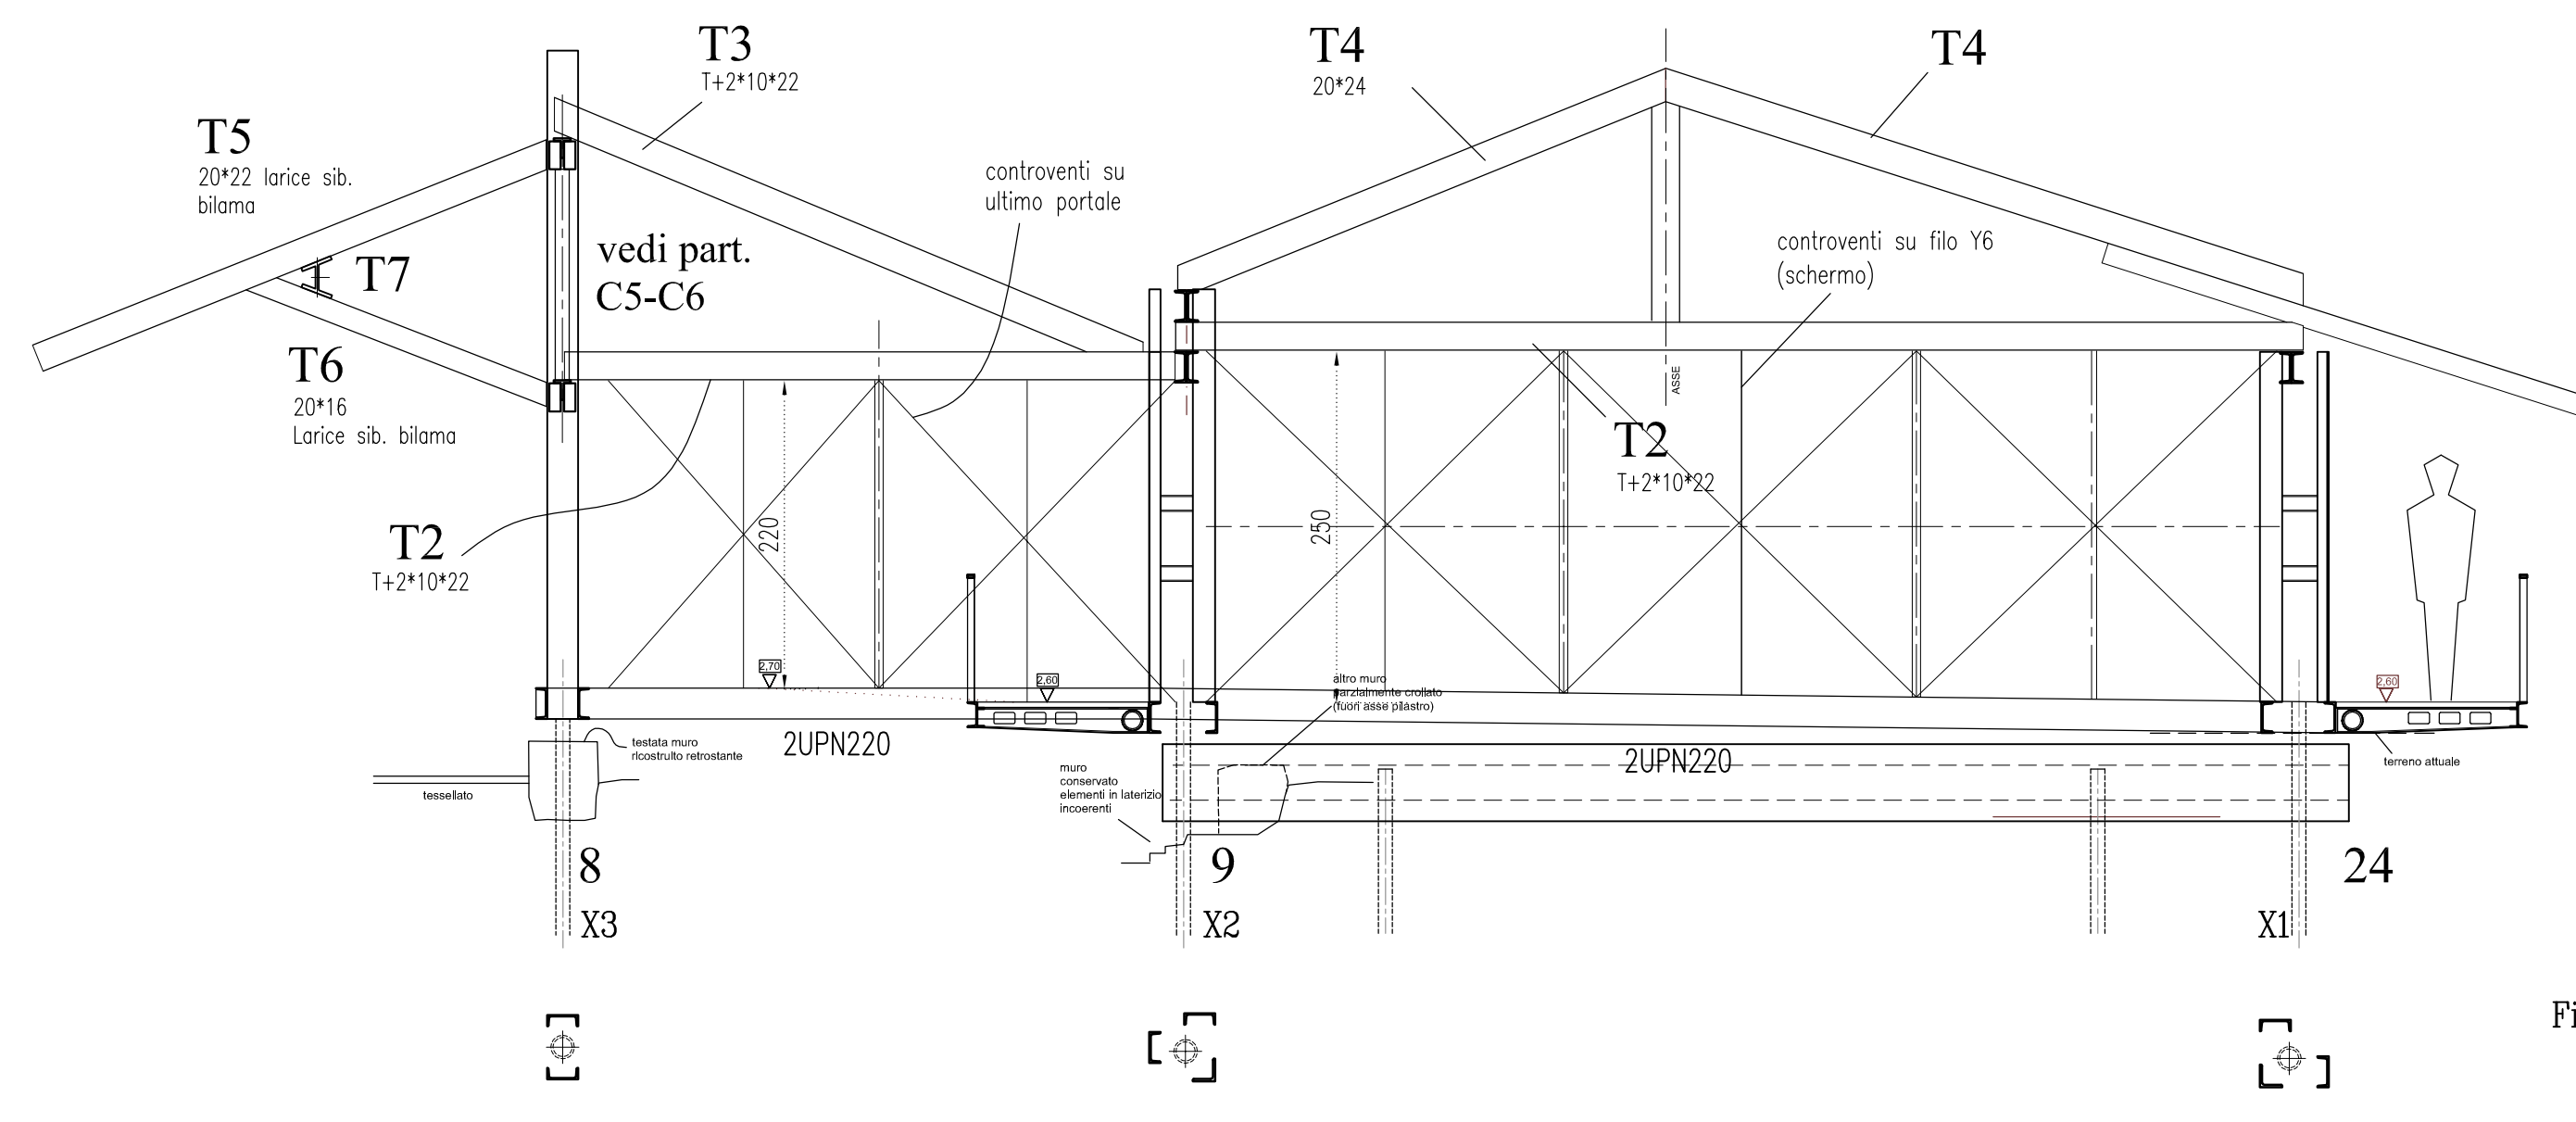 T3
T+2*10*22
T4
20*24
T4
T5
20*22 larice sib.
bilama
controventi su
ultimo portale
vedi part.
C5-C6
T7
controventi su filo Y6
(schermo)
T6
20*16
Larice sib. bilama
ASSE
T2
T+2*10*22
T2
T+2*10*22
220
250
2,70
2,60
2,60
altro muro
parzialmente crollato
(fuori asse pilastro)
testata muro
ricostruito retrostante
2UPN220
2UPN220
terreno attuale
tessellato
muro
conservato
elementi in laterizio
incoerenti
8
9
24
X3
X2
X1
Fi